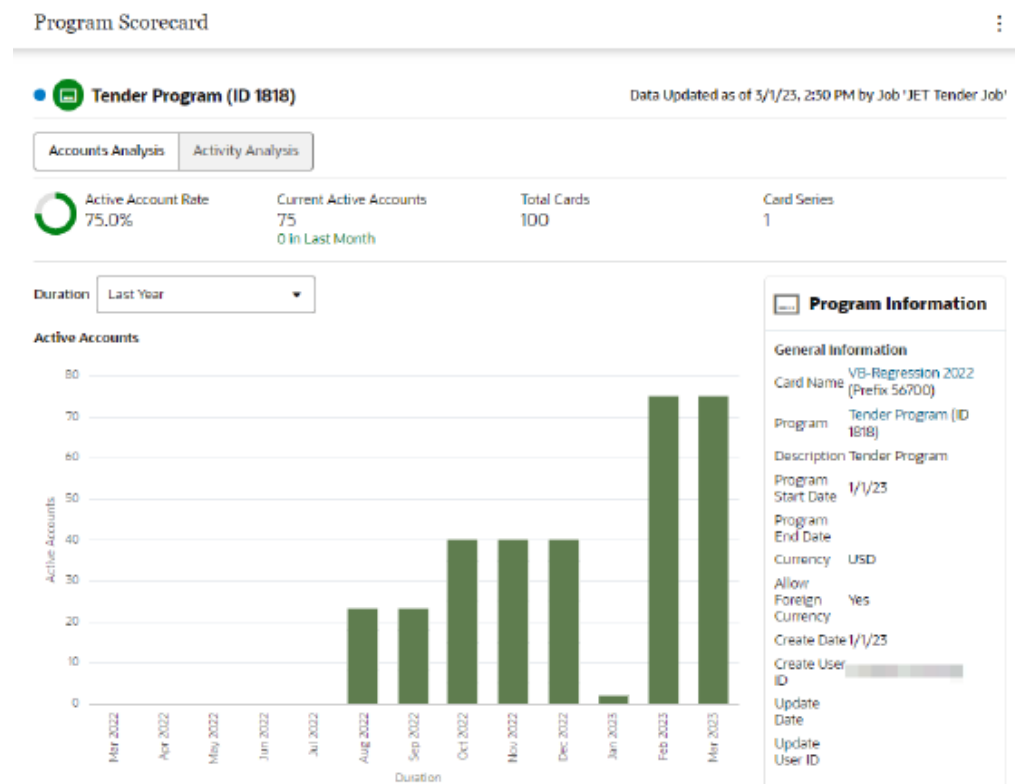 Program Scorecard
Tender Program (ID 1818)
Data Updated as of 3/1/23, 2:30 PM by Job 'JET Tender Job'
Accounts Analysis
Activity Analysis
Active Account Rate
75.0%
Current Active Accounts
75
0 in Last Month
Total Cards
100
Card Series
1
Duration
Last Year
Active Accounts
80
70
60
50
40
30
20
10
0
Active Accounts
Mar 2022
Apr 2022
May 2022
Jun 2022
Jul 2022
Aug 2022
Sep 2022
Oct 2022
Nov 2022
Dec 2022
Jan 2023
Feb 2023
Mar 2023
Duration
Program Information
General Information
Card Name
VB-Regression 2022
(Prefix 56700)
Program
Tender Program (ID
1818)
Description Tender Program
Program
Start Date
1/1/23
Program
End Date
Currency USD
Allow
Foreign
Currency
Yes
Create Date 1/1/23
Create User
ID
Update
Date
Update
User ID